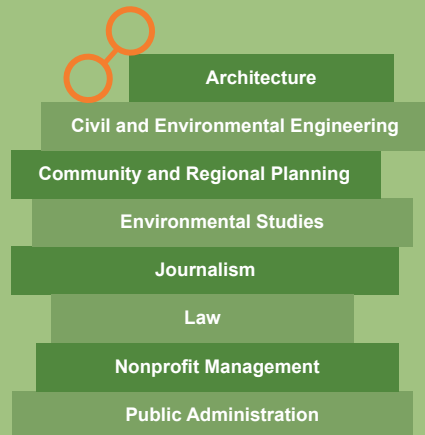 Architecture
Civil and Environmental Engineering
Community and Regional Planning
Environmental Studies
Journalism
Law
Nonprofit Management
Public Administration